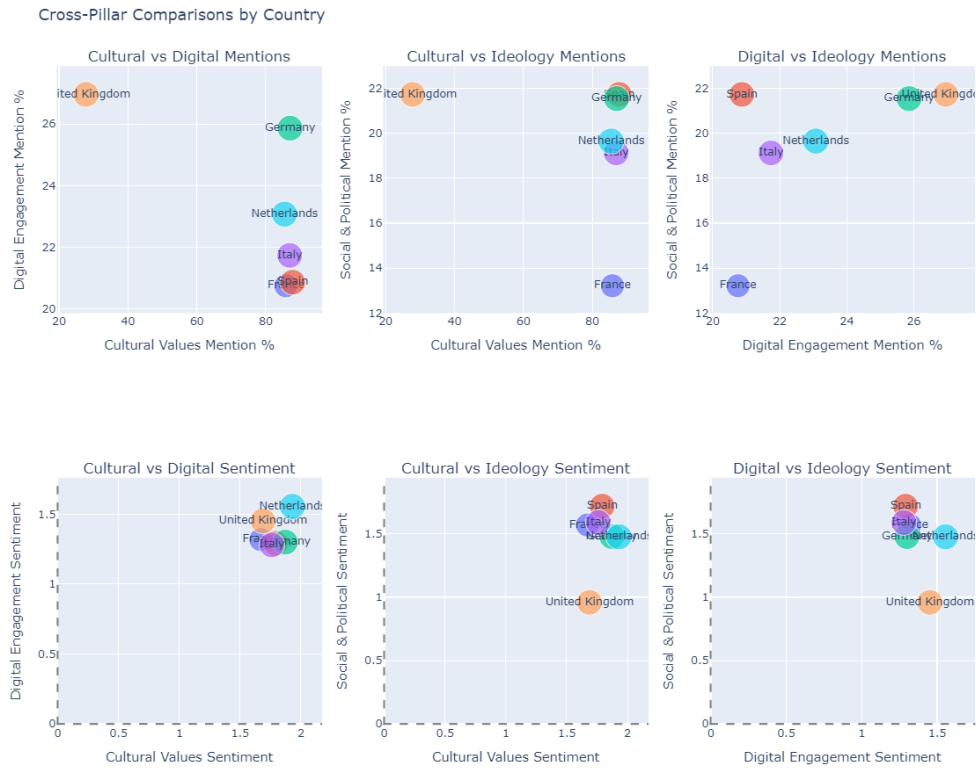 Cross-Pillar Comparisons by Country
Cultural vs Digital Mentions
Cultural vs Ideology Mentions
Digital vs Ideology Mentions
Digital Engagement Mention %
26
24
22
20
ited Kingdom
Germany
Netherlands
Italy
Spain
20
40
60
80
Cultural Values Mention %
Social & Political Mention %
22
20
18
16
14
12
ited Kingdom
Germany
Netherlands
Italy
France
20
40
60
80
Cultural Values Mention %
Social & Political Mention %
22
20
18
16
14
12
Spain
Germany
Netherlands
Italy
France
20
22
24
26
Digital Engagement Mention %
Cultural vs Digital Sentiment
Cultural vs Ideology Sentiment
Digital vs Ideology Sentiment
Digital Engagement Sentiment
1.5
1
0.5
0
Netherlands
United Kingdom
Italy
0
0.5
1
1.5
2
Cultural Values Sentiment
Social & Political Sentiment
1.5
1
0.5
0
Spain
Italy
Netherlands
United Kingdom
0
0.5
1
1.5
2
Cultural Values Sentiment
Social & Political Sentiment
1.5
1
0.5
0
Spain
Italy
Netherlands
United Kingdom
0
0.5
1
1.5
Digital Engagement Sentiment